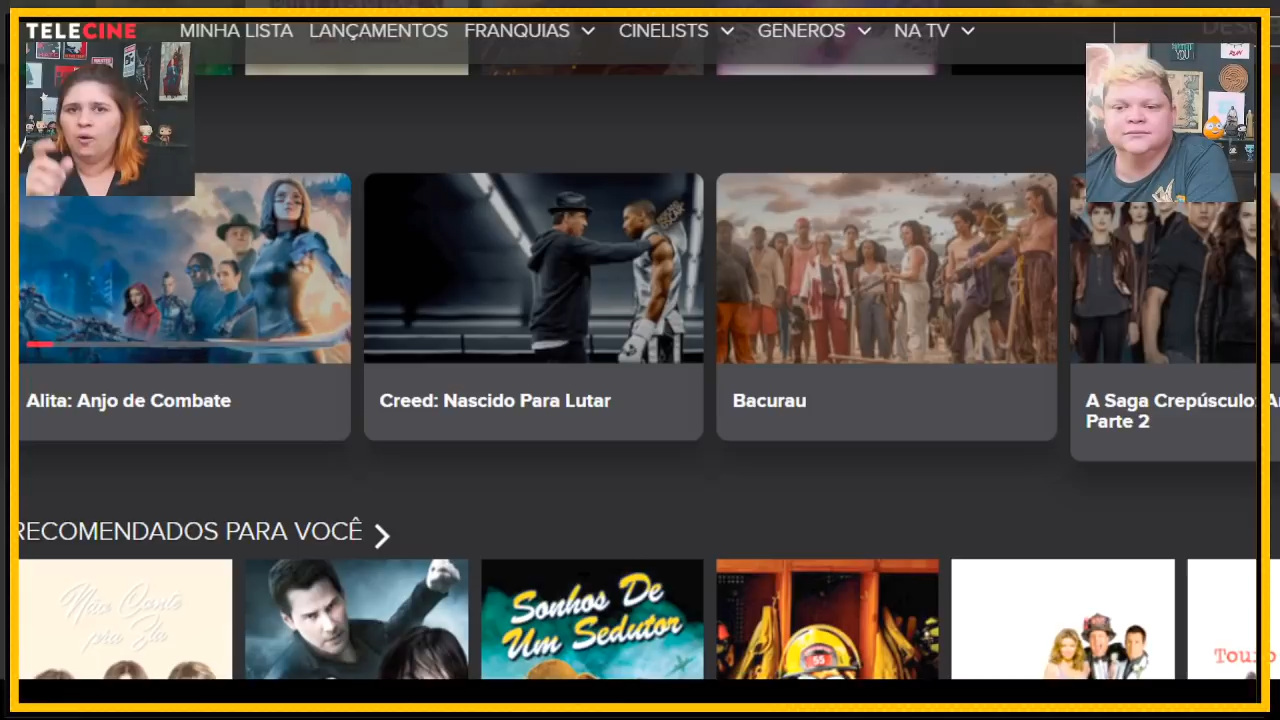 TELECINE
MINHA LISTA LANÇAMENTOS FRANQUIAS CINELISTS GENEROS NA TV
Alita: Anjo de Combate
Creed: Nascido Para Lutar
Bacurau
A Saga Crepúsculo:
Parte 2
RECOMENDADOS PARA VOCÊ
Não Conte
pra Ela
Sonhos De
Um Sedutor
55